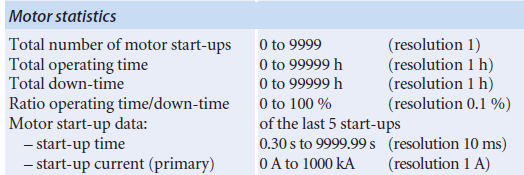 Motor statistics
Total number of motor start-ups 0 to 9999 (resolution 1)
Total operating time 0 to 99999 h (resolution 1 h)
Total down-time 0 to 99999 h (resolution 1 h)
Ratio operating time/down-time 0 to 100 % (resolution 0.1 %)
Motor start-up data: of the last 5 start-ups
– start-up time 0.30 s to 9999.99 s (resolution 10 ms)
– start-up current (primary) 0 A to 1000 kA (resolution 1 A)